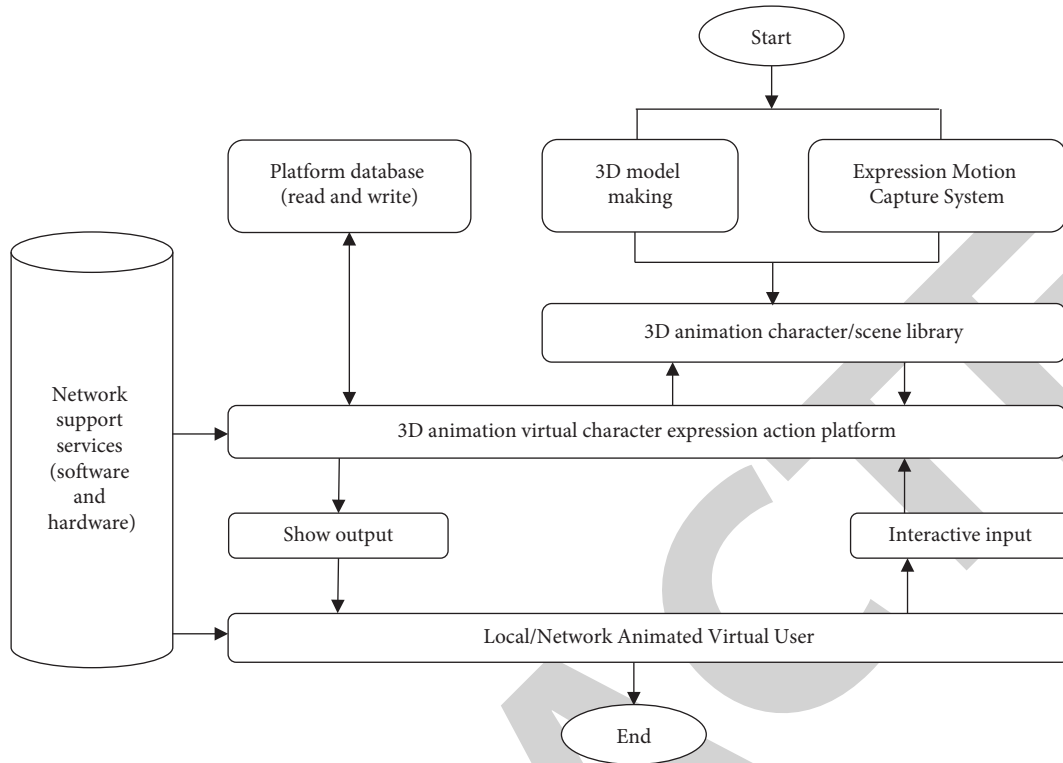 Start
Platform database
(read and write)
3D model
making
Expression Motion
Capture System
3D animation character/scene library
Network
support
services
(software
and
hardware)
3D animation virtual character expression action platform
Show output
Interactive input
Local/Network Animated Virtual User
End